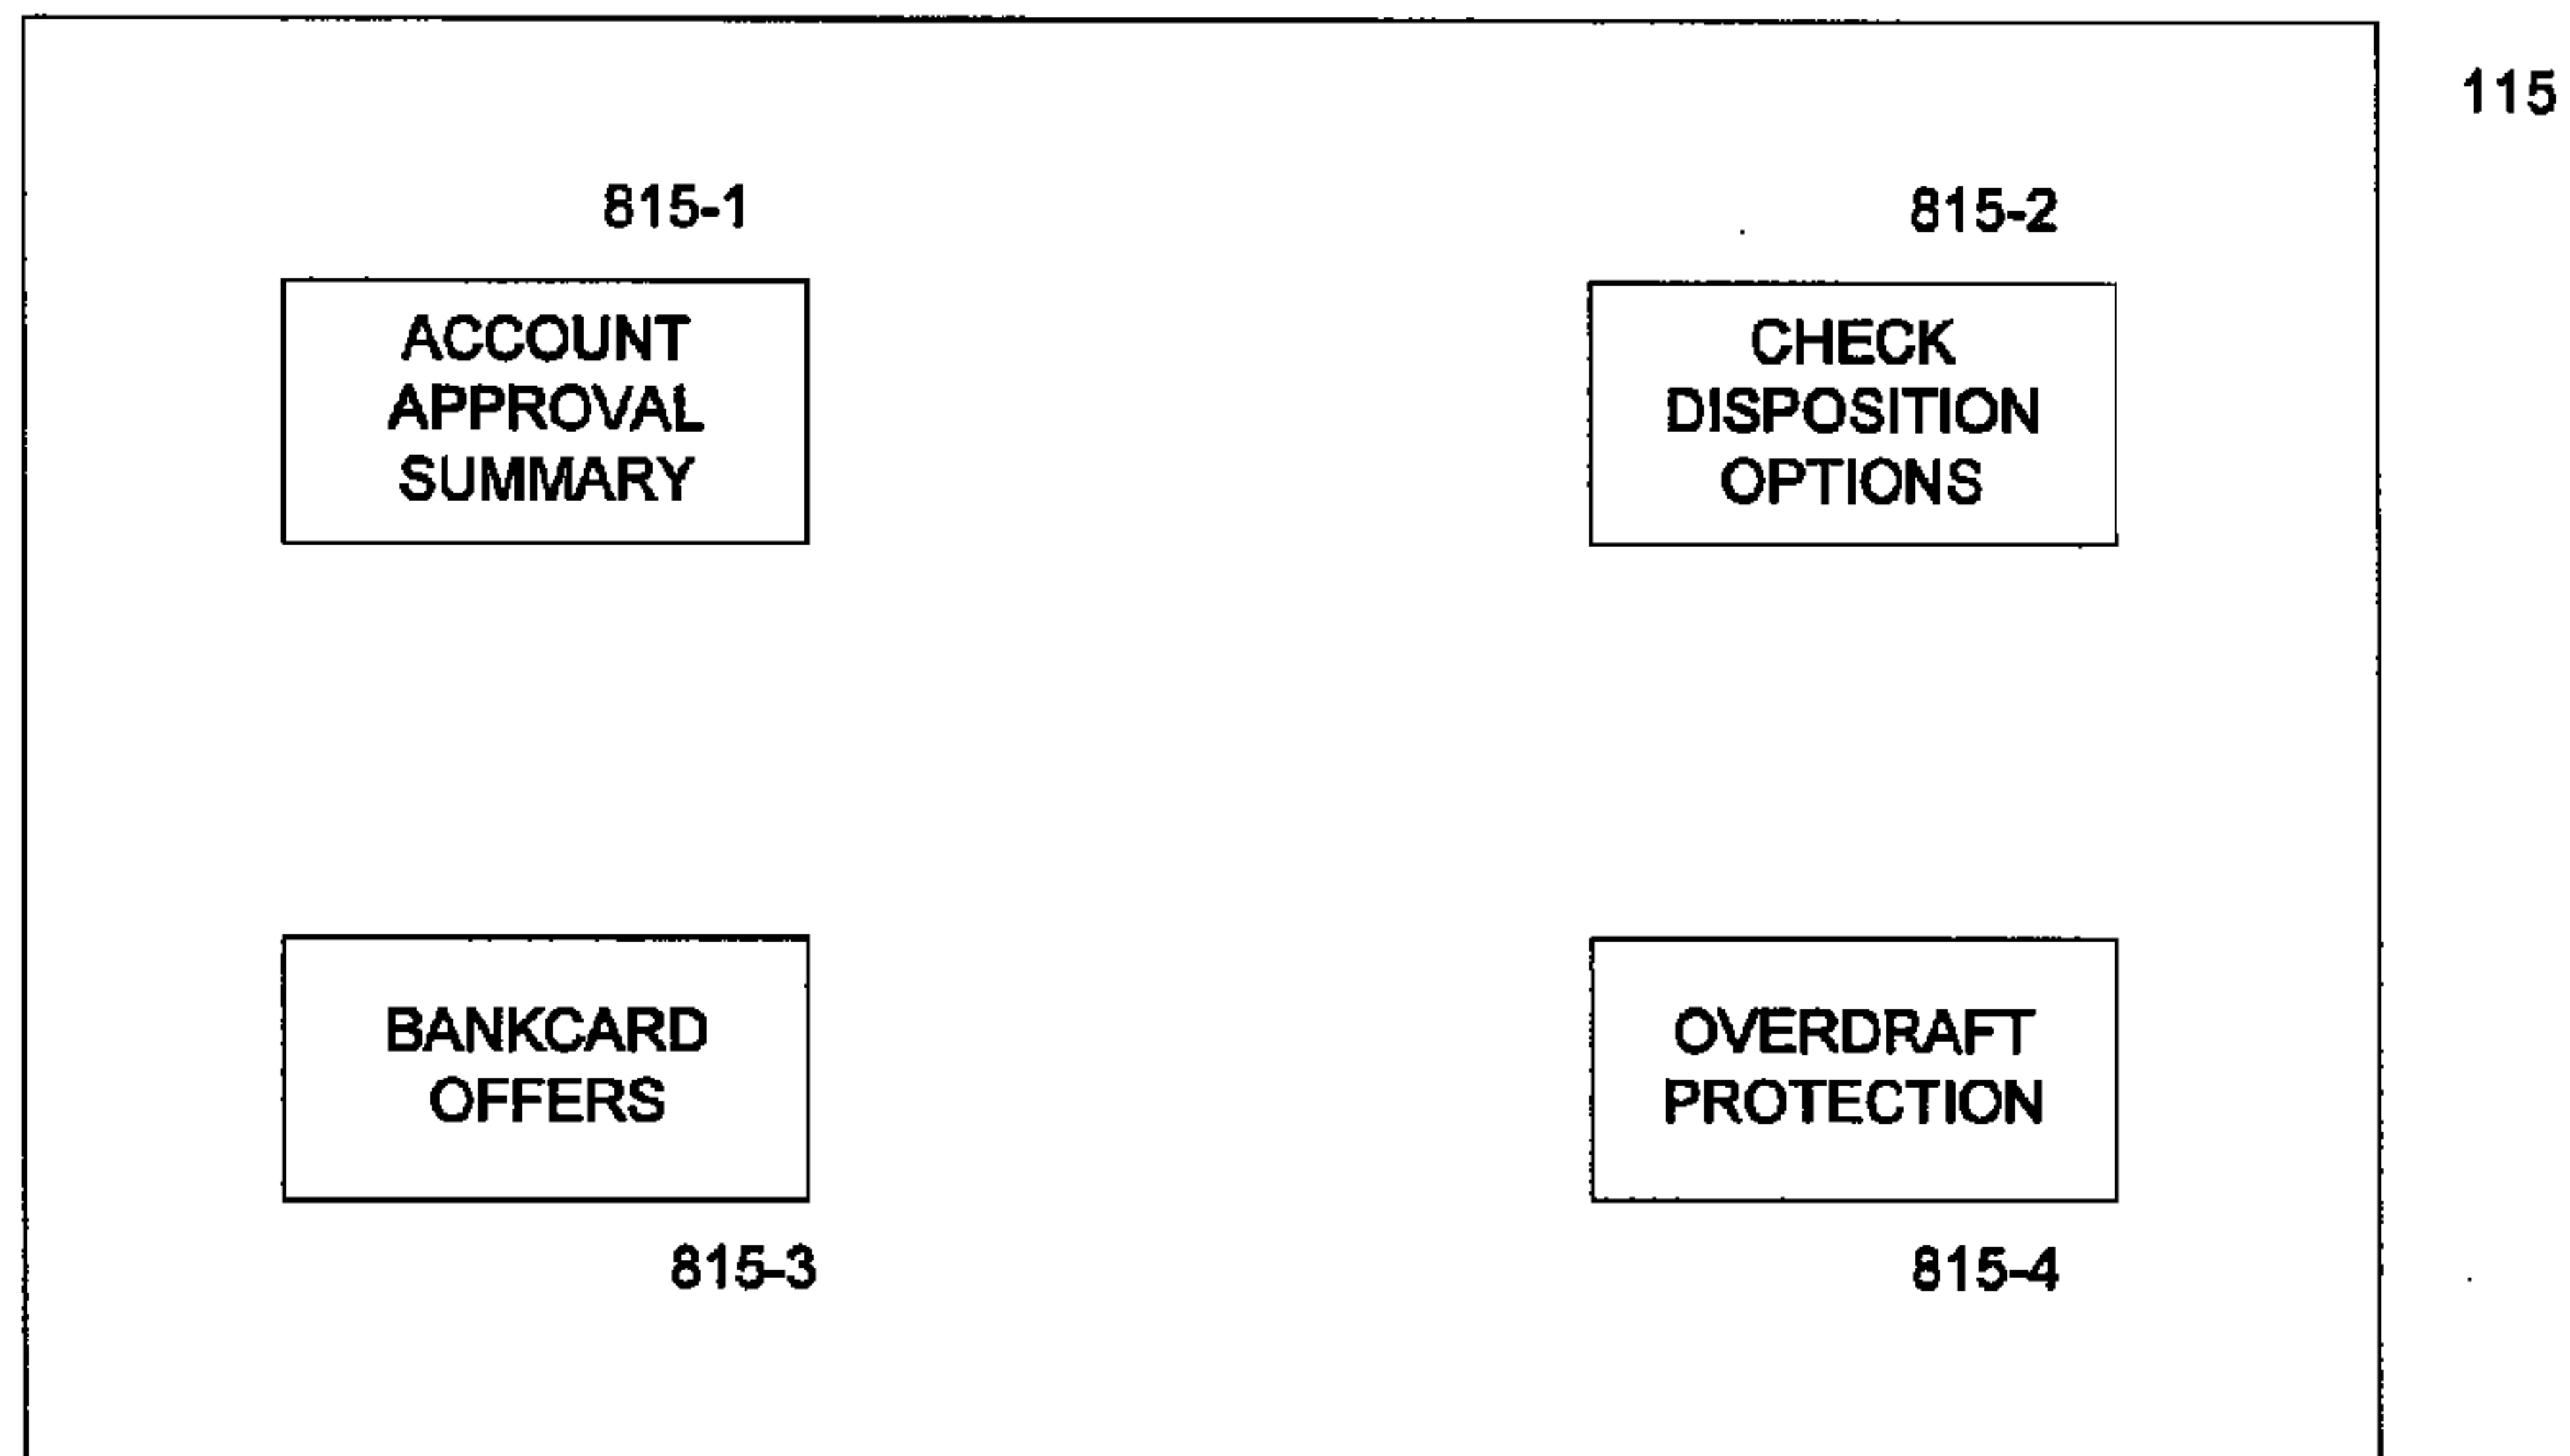 115
815-1
815-2
ACCOUNT
APPROVAL
SUMMARY
CHECK
DISPOSITION
OPTIONS
BANKCARD
OFFERS
OVERDRAFT
PROTECTION
815-3
815-4